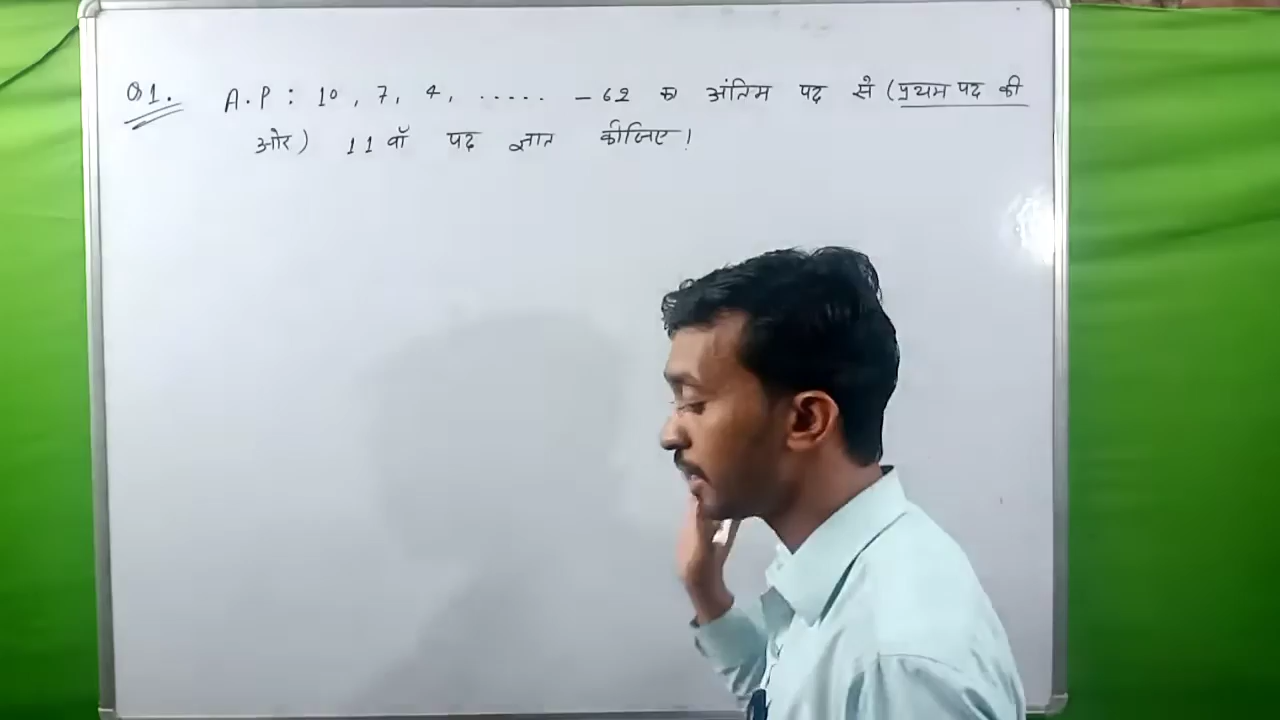 Q1. A.P : 10 , 7, 4, ..... -62 का अंतिम पद से (प्रथम पद की
ओर) 11 वाँ पद ज्ञात कीजिए!